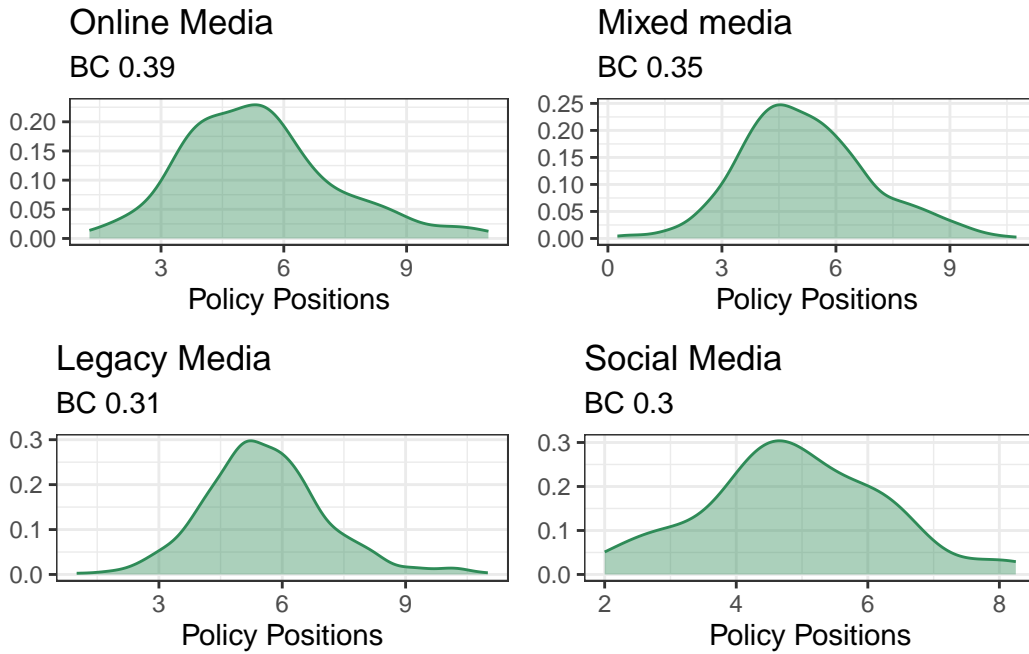 Online Media
BC 0.39
0.20
0.15
0.10
0.05
0.00
3 6 9
Policy Positions
Mixed media
BC 0.35
0.25
0.20
0.15
0.10
0.05
0.00
0 3 6 9
Policy Positions
Legacy Media
BC 0.31
0.3
0.2
0.1
0.0
3 6 9
Policy Positions
Social Media
BC 0.3
0.3
0.2
0.1
0.0
2 4 6 8
Policy Positions